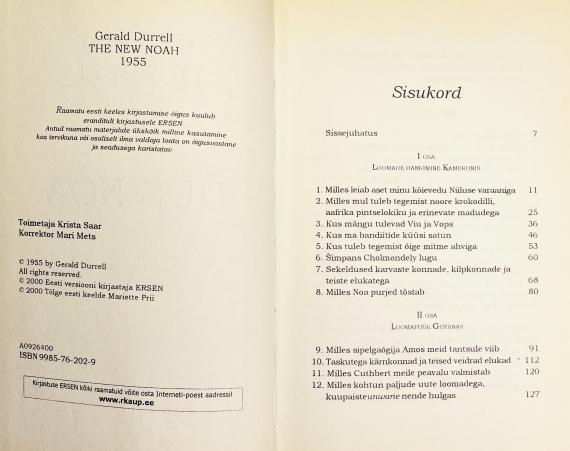 Gerald Durrell
THE NEW NOAH
1955
Raamatu eesti keeles kirjastamise õigus kuulub
eranditult kirjastusele ERSEN
Antud raamatu materjalide ükskõik milline kasutamine
kas tervikuna või osaliselt ilma valdaja loata on õigusvastane
ja seadusega karistatav
Toimetaja Krista Saar
Korrektor Mari Mets
© 1955 by Gerald Durrell
All rights reserved.
© 2000 Eesti versiooni kirjastaja ERSEN
© 2000 Tõlge eesti keelde Mariette Prii
A0926400
ISBN 9985-76-202-9
Kirjastuse ERSEN kõiki raamatuid võite osta Interneti-poest aadressil
www.rkaup.ee
Sisukord
Sissejuhatus 7
I osa
Loomade hankimine Kamerunis
1. Milles leiab aset minu köievedu Niiluse varaaniga 11
2. Milles mul tuleb tegemist noore krokodilli,
aafrika pintselokiku ja erinevate madudega 25
3. Kus mängu tulevad Viu ja Vops 36
4. Kus ma bandiitide küüsi satun 46
5. Kus tuleb tegemist õige mitme ahviga 53
6. Šimpans Cholmondely lugu 60
7. Sekeldused karvaste konnade, kilpkonnade ja
teiste elukatega 68
8. Milles Noa purjed tõstab 80
II osa
Loomapüük Guyanas
9. Milles sipelgaõgija Amos meid tantsule viib 91
10. Taskutega kärnkonnad ja teised veidrad elukad 112
11. Milles Cuthbert meile peavalu valmistab 120
12. Milles kohtun paljude uute loomadega,
kuupaisteunwarie nende hulgas 127